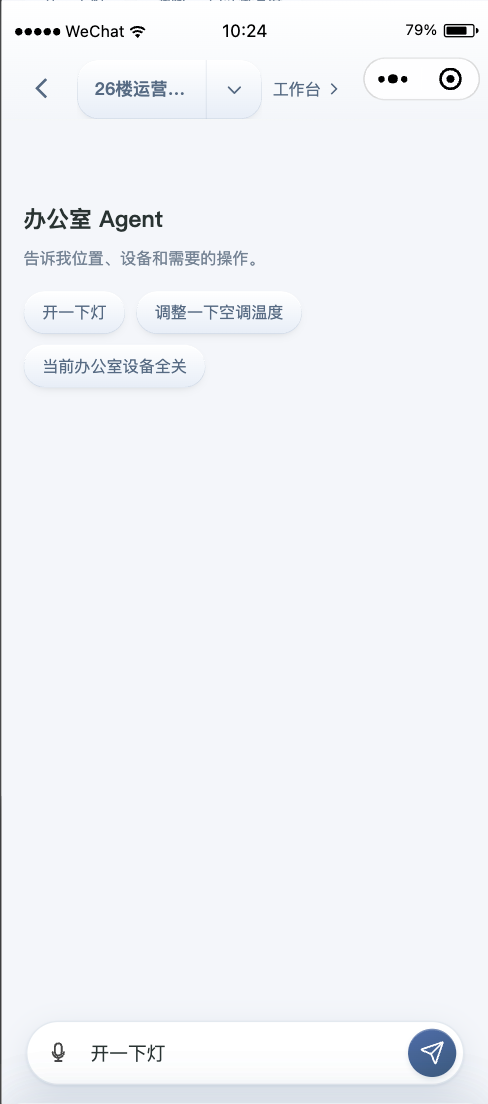 WeChat 10:24 79%
26楼运营... 工作台
办公室 Agent
告诉我位置、设备和需要的操作。
开一下灯 调整一下空调温度
当前办公室设备全关
开一下灯